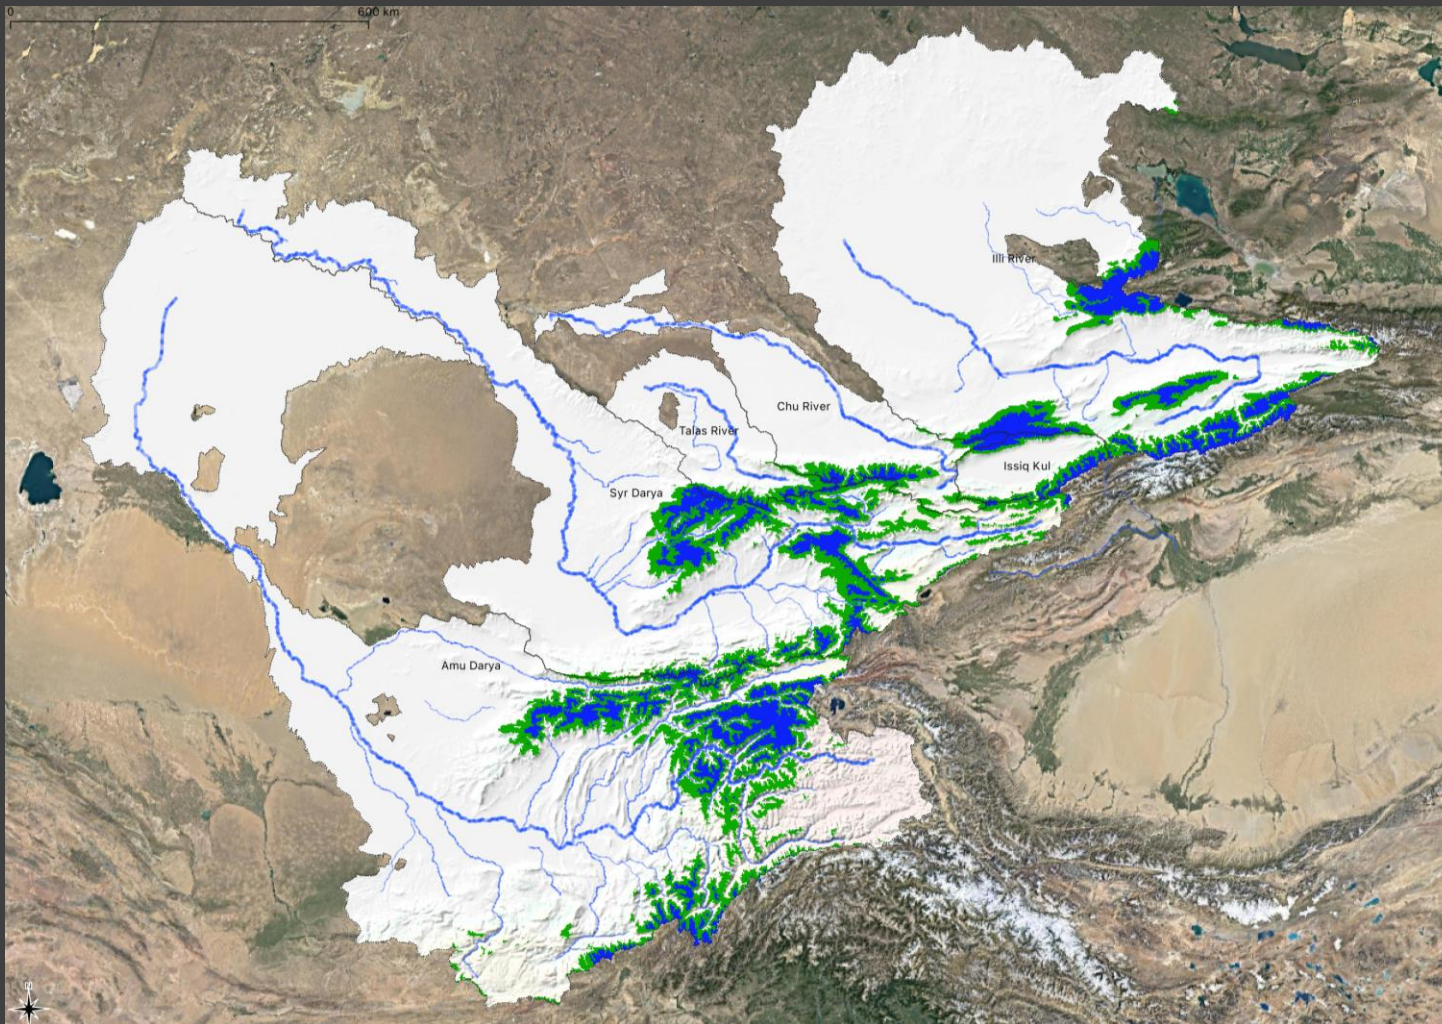 0 600 km
Illi River
Chu River
Talas River
Issiq Kul
Syr Darya
Amu Darya